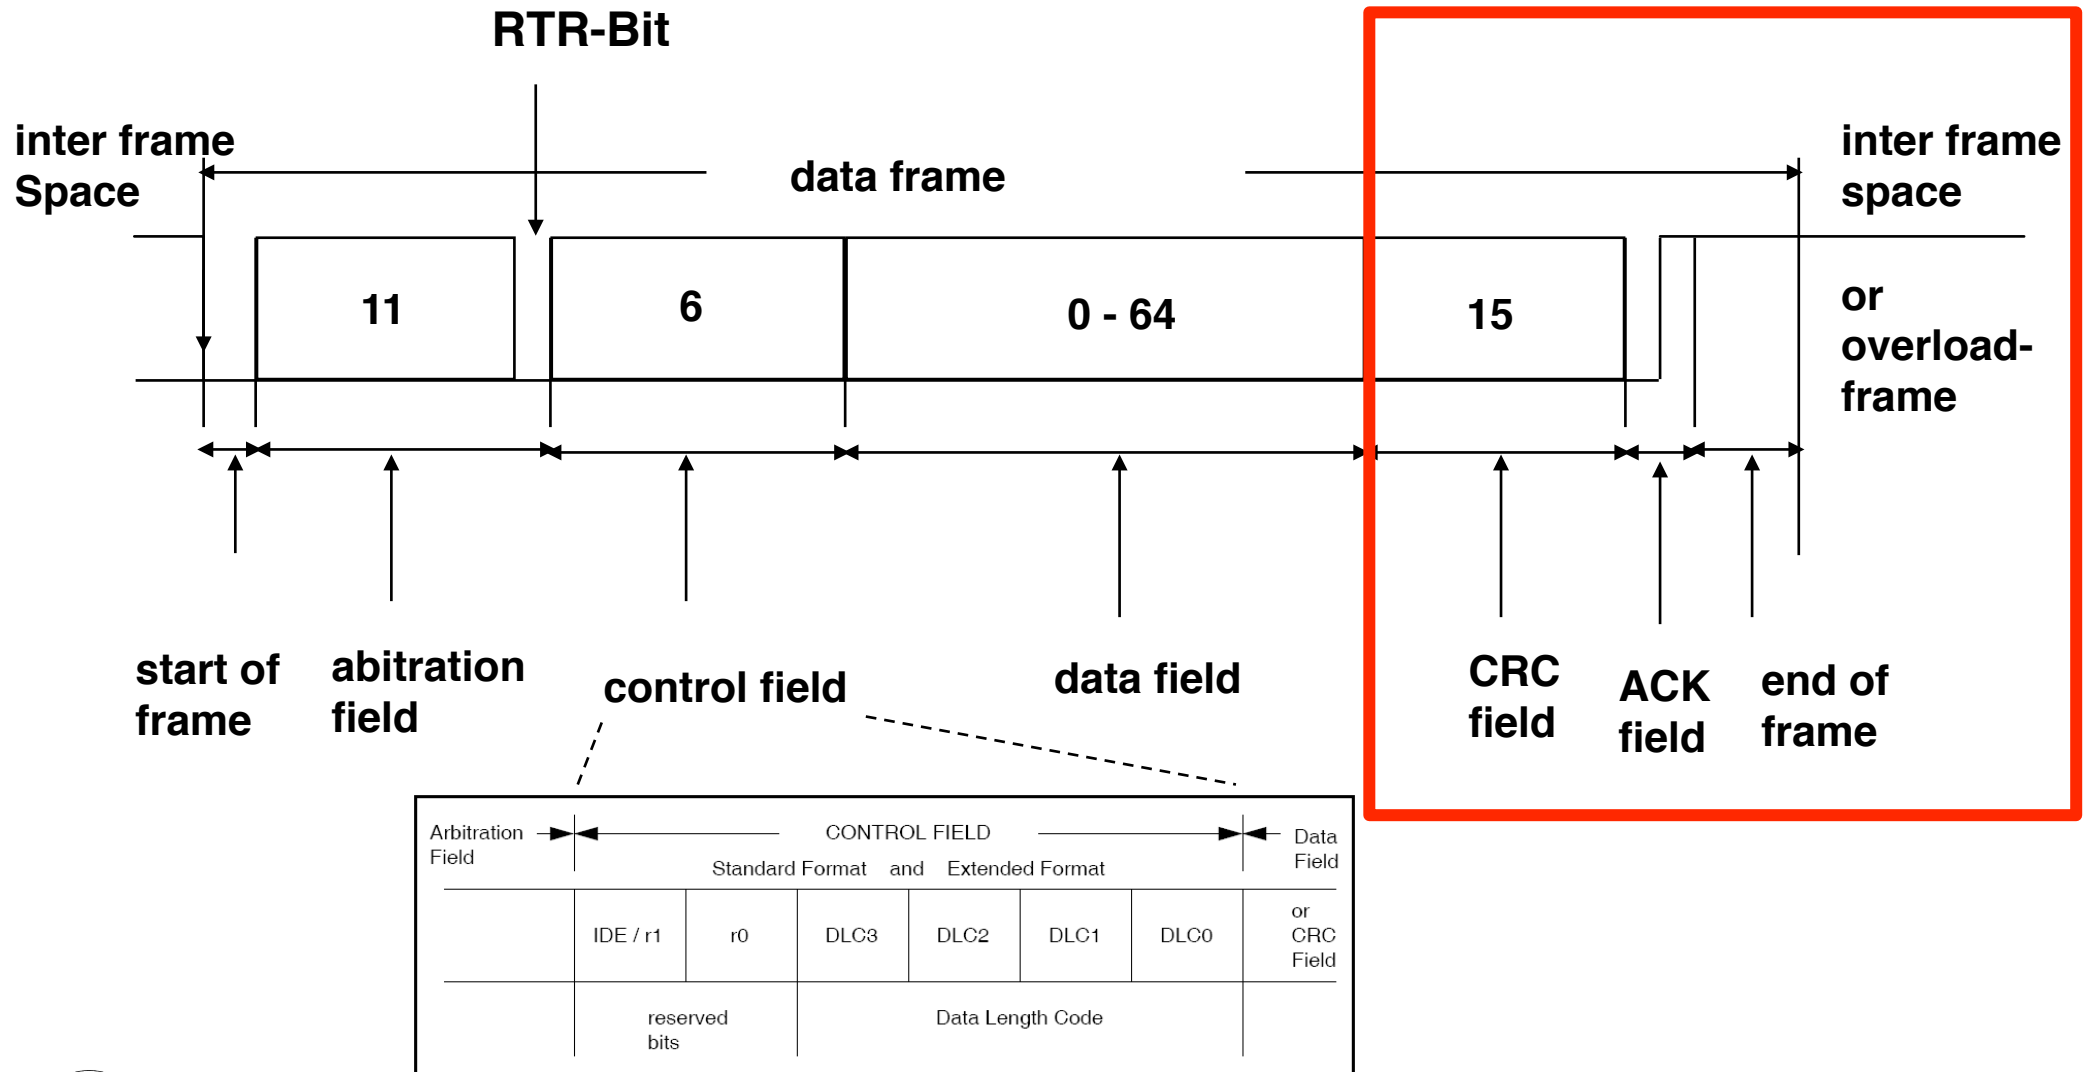 RTR-Bit
inter frame
Space
data frame
inter frame
space
11
6
0 - 64
15
or
overload-
frame
start of
frame
abitration
field
control field
data field
CRC
field
ACK
field
end of
frame
Arbitration
Field
CONTROL FIELD
Data
Field
Standard Format and Extended Format
IDE / r1
r0
DLC3
DLC2
DLC1
DLC0
or
CRC
Field
reserved
bits
Data Length Code